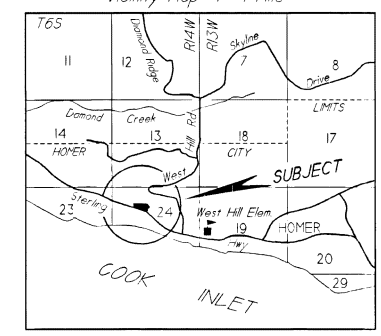 Vicinity Map 1" = 1 Mile
T6S
R14W
R13W
Skyline
Diamond Ridge
11
12
7
8
Drive
LIMITS
Damond Creek
14
13
Hill Rd
18
17
HOMER
CITY
West
SUBJECT
Sterling
23
24
West Hill Elem.
19
HOMER
Hwy
20
COOK
29
INLET